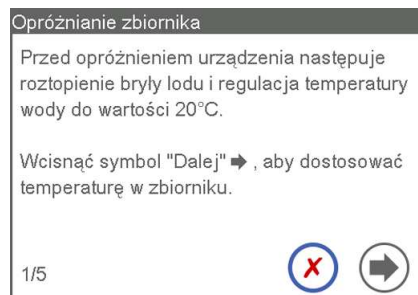 Opróżnianie zbiornika
Przed opróżnieniem urządzenia następuje
roztopienie bryły lodu i regulacja temperatury
wody do wartości 20°C.
Wcisnąć symbol "Dalej" ➡ , aby dostosować
temperaturę w zbiorniku.
1/5